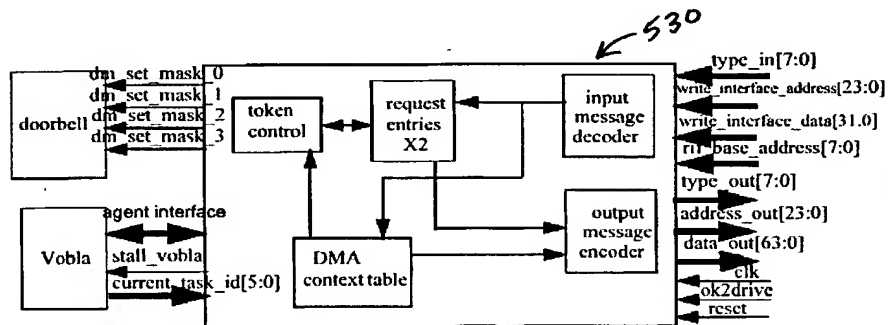 530
dm_set_mask_0
dm_set_mask_1
dm_set_mask_2
dm_set_mask_3
doorbell
token
control
request
entries
X2
input
message
decoder
type_in[7:0]
write_interface_address[23:0]
write_interface_data[31.0]
rif_base_address[7:0]
type_out[7:0]
address_out[23:0]
data_out[63:0]
clk
ok2drive
reset
Vobla
agent interface
stall_vobla
current_task_id[5:0]
DMA
context table
output
message
encoder